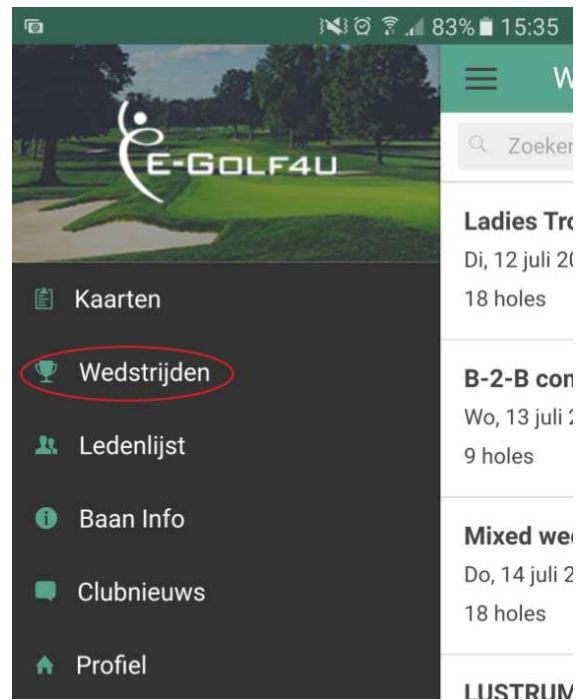 83% 15:35
E-GOLF4U
Kaarten
Wedstrijden
Ledenlijst
Baan Info
Clubnieuws
Profiel
W
Zoeken
Ladies Tro
Di, 12 juli 20
18 holes
B-2-B con
Wo, 13 juli 2
9 holes
Mixed wee
Do, 14 juli 2
18 holes
LUSTRUM